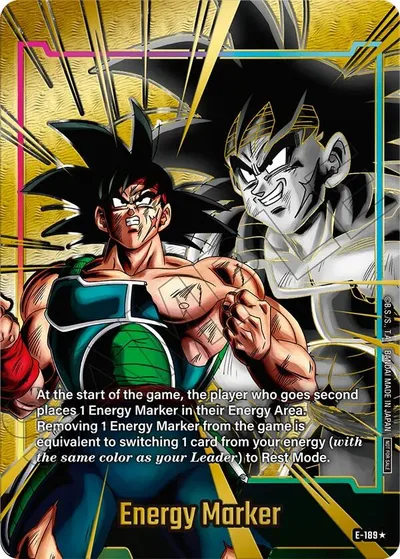 At the start of the game, the player who goes second
places 1 Energy Marker in their Energy Area.
Removing 1 Energy Marker from the game is
equivalent to switching 1 card from your energy (with
the same color as your Leader) to Rest Mode.
Energy Marker
E-189★
©B.S./S., T.A. BANDAI MADE IN JAPAN
NOT FOR SALE